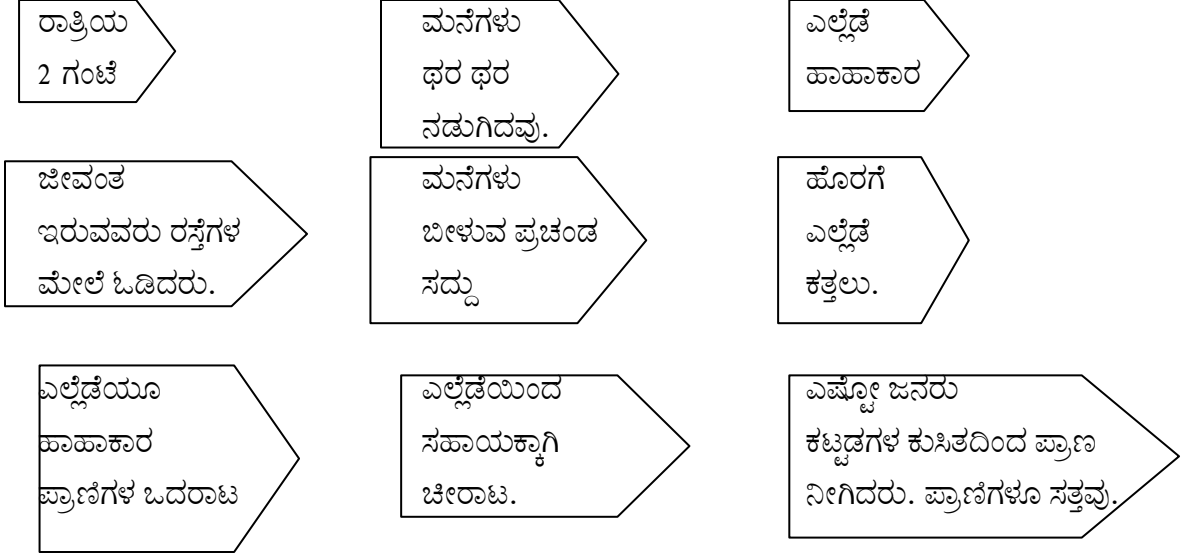 ರಾತ್ರಿಯ
2 ಗಂಟೆ
ಮನೆಗಳು
ಥರ ಥರ
ನಡುಗಿದವು.
ಎಲ್ಲೆಡೆ
ಹಾಹಾಕಾರ
ಜೀವಂತ
ಇರುವವರು ರಸ್ತೆಗಳ
ಮೇಲೆ ಓಡಿದರು.
ಮನೆಗಳು
ಬೀಳುವ ಪ್ರಚಂಡ
ಸದ್ದು
ಹೊರಗೆ
ಎಲ್ಲೆಡೆ
ಕತ್ತಲು.
ಎಲ್ಲೆಡೆಯೂ
ಹಾಹಾಕಾರ
ಪ್ರಾಣಿಗಳ ಒದರಾಟ
ಎಲ್ಲೆಡೆಯಿಂದ
ಸಹಾಯಕ್ಕಾಗಿ
ಚೀರಾಟ.
ಎಷ್ಟೋ ಜನರು
ಕಟ್ಟಡಗಳ ಕುಸಿತದಿಂದ ಪ್ರಾಣ
ನೀಗಿದರು. ಪ್ರಾಣಿಗಳೂ ಸತ್ತವು.